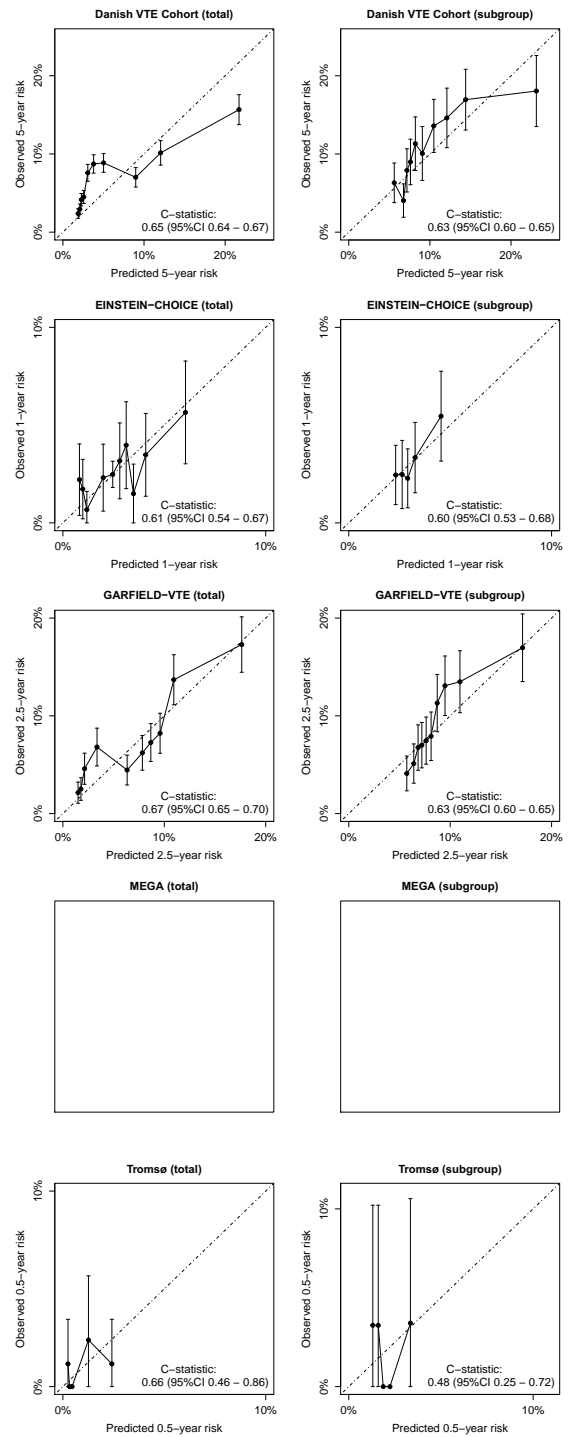 Danish VTE Cohort (total)
Observed 5−year risk
20%
10%
0%
C−statistic:
0.65 (95%CI 0.64 − 0.67)
0%
10%
20%
Predicted 5−year risk
Danish VTE Cohort (subgroup)
Observed 5−year risk
20%
10%
0%
C−statistic:
0.63 (95%CI 0.60 − 0.65)
0%
10%
20%
Predicted 5−year risk
EINSTEIN−CHOICE (total)
Observed 1−year risk
10%
0%
C−statistic:
0.61 (95%CI 0.54 − 0.67)
0%
10%
Predicted 1−year risk
EINSTEIN−CHOICE (subgroup)
Observed 1−year risk
10%
0%
C−statistic:
0.60 (95%CI 0.53 − 0.68)
0%
10%
Predicted 1−year risk
GARFIELD−VTE (total)
Observed 2.5−year risk
20%
10%
0%
C−statistic:
0.67 (95%CI 0.65 − 0.70)
0%
10%
20%
Predicted 2.5−year risk
GARFIELD−VTE (subgroup)
Observed 2.5−year risk
20%
10%
0%
C−statistic:
0.63 (95%CI 0.60 − 0.65)
0%
10%
20%
Predicted 2.5−year risk
MEGA (total)
MEGA (subgroup)
Tromsø (total)
Observed 0.5−year risk
10%
0%
C−statistic:
0.66 (95%CI 0.46 − 0.86)
0%
10%
Predicted 0.5−year risk
Tromsø (subgroup)
Observed 0.5−year risk
10%
0%
C−statistic:
0.48 (95%CI 0.25 − 0.72)
0%
10%
Predicted 0.5−year risk